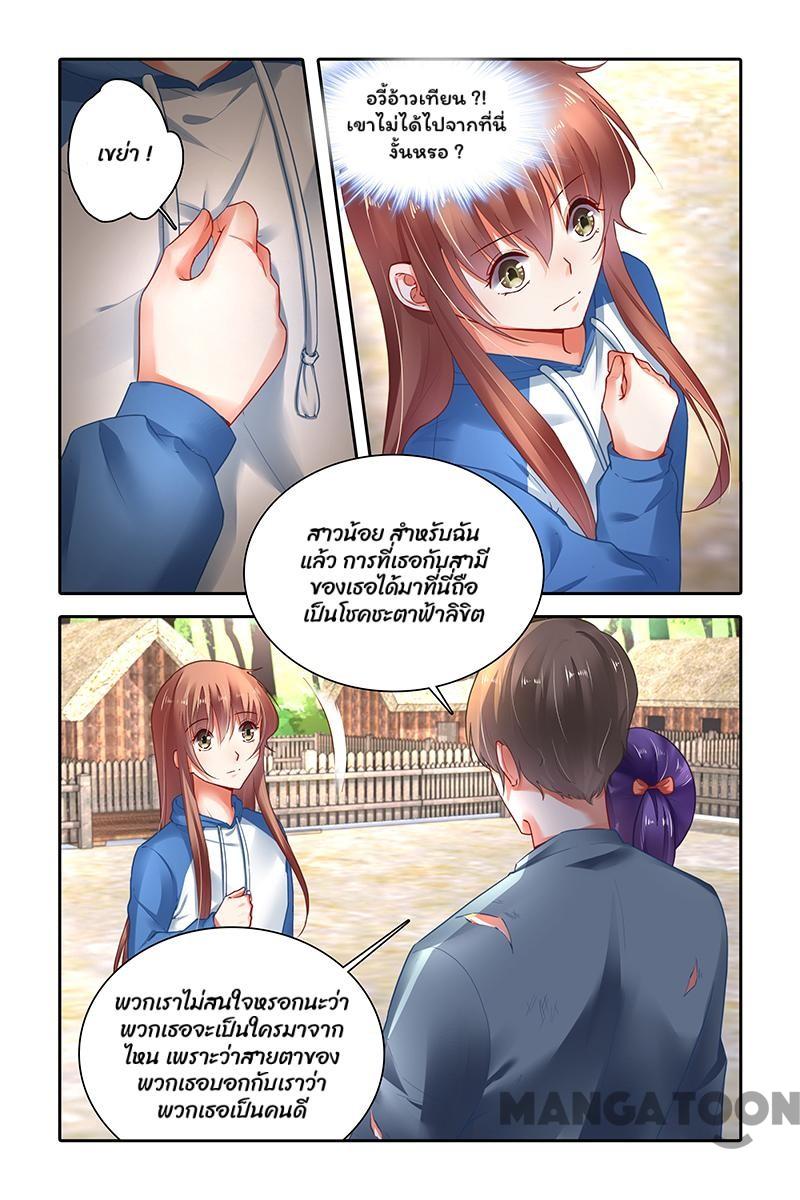 เขย่า !
อวี้อ้าวเทียน ?!
เขาไม่ได้ไปจากที่นี่
งั้นหรอ ?
สาวน้อย สำหรับฉัน
แล้ว การที่เธอกับสามี
ของเธอได้มาที่นี่ถือ
เป็นโชคชะตาฟ้าลิขิต
พวกเราไม่สนใจหรอกนะว่า
พวกเธอจะเป็นใครมาจาก
ไหน เพราะว่าสายตาของ
พวกเธอบอกกับเราว่า
พวกเธอเป็นคนดี
MANGATOON